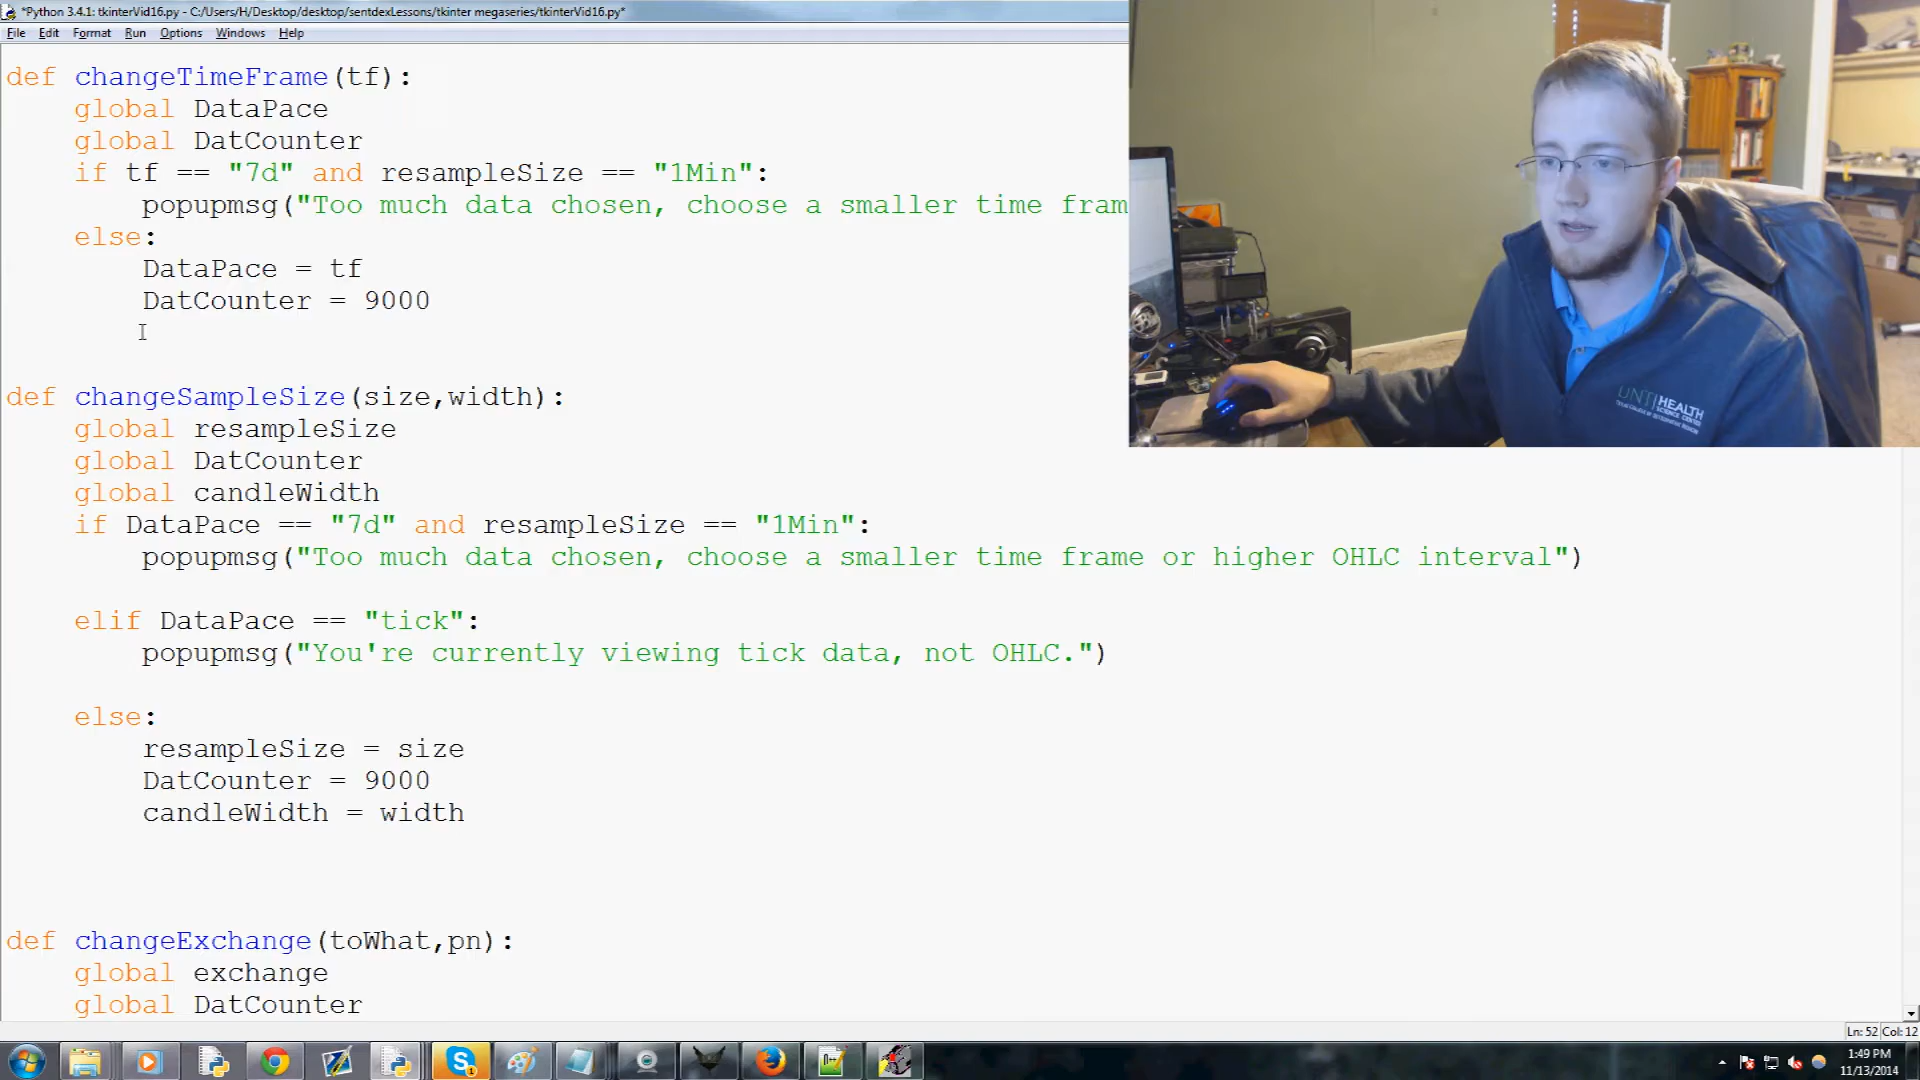 *Python 3.4.1: tkinterVid16.py - C:/Users/H/Desktop/desktop/sentdexLessons/tkinter megaseries/tkinterVid16.py*
File Edit Format Run Options Windows Help
def changeTimeFrame(tf):
    global DataPace
    global DatCounter
    if tf == "7d" and resampleSize == "1Min":
        popupmsg("Too much data chosen, choose a smaller time fram
    else:
        DataPace = tf
        DatCounter = 9000
def changeSampleSize(size,width):
    global resampleSize
    global DatCounter
    global candleWidth
    if DataPace == "7d" and resampleSize == "1Min":
        popupmsg("Too much data chosen, choose a smaller time frame or higher OHLC interval")
    elif DataPace == "tick":
        popupmsg("You're currently viewing tick data, not OHLC.")
    else:
        resampleSize = size
        DatCounter = 9000
        candleWidth = width
def changeExchange(toWhat,pn):
    global exchange
    global DatCounter
UNT HEALTH
SCIENCE CENTER
Ln: 52 Col: 12
1:49 PM
11/13/2014